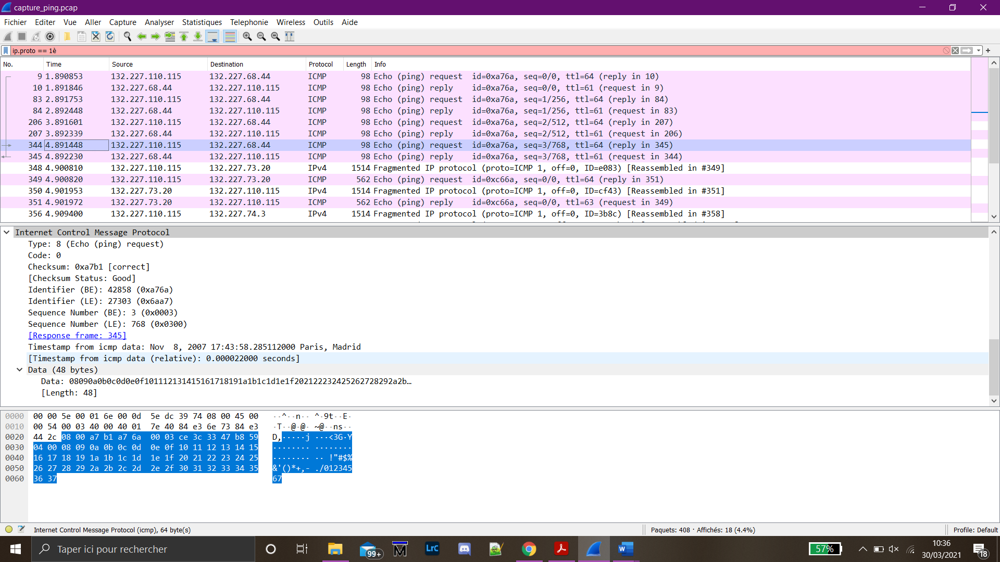 capture_ping.pcap
Fichier Editer Vue Aller Capture Analyser Statistiques Telephonie Wireless Outils Aide
ip.proto == 1è
No. Time Source Destination Protocol Length Info
9 1.890853 132.227.110.115 132.227.68.44 ICMP 98 Echo (ping) request id=0xa76a, seq=0/0, ttl=64 (reply in 10)
10 1.891846 132.227.68.44 132.227.110.115 ICMP 98 Echo (ping) reply id=0xa76a, seq=0/0, ttl=61 (request in 9)
83 2.891753 132.227.110.115 132.227.68.44 ICMP 98 Echo (ping) request id=0xa76a, seq=1/256, ttl=64 (reply in 84)
84 2.892448 132.227.68.44 132.227.110.115 ICMP 98 Echo (ping) reply id=0xa76a, seq=1/256, ttl=61 (request in 83)
206 3.891601 132.227.110.115 132.227.68.44 ICMP 98 Echo (ping) request id=0xa76a, seq=2/512, ttl=64 (reply in 207)
207 3.892339 132.227.68.44 132.227.110.115 ICMP 98 Echo (ping) reply id=0xa76a, seq=2/512, ttl=61 (request in 206)
344 4.891448 132.227.110.115 132.227.68.44 ICMP 98 Echo (ping) request id=0xa76a, seq=3/768, ttl=64 (reply in 345)
345 4.892230 132.227.68.44 132.227.110.115 ICMP 98 Echo (ping) reply id=0xa76a, seq=3/768, ttl=61 (request in 344)
348 4.900810 132.227.110.115 132.227.73.20 IPv4 1514 Fragmented IP protocol (proto=ICMP 1, off=0, ID=e083) [Reassembled in #349]
349 4.900820 132.227.110.115 132.227.73.20 ICMP 562 Echo (ping) request id=0xc66a, seq=0/0, ttl=64 (reply in 351)
350 4.901953 132.227.73.20 132.227.110.115 IPv4 1514 Fragmented IP protocol (proto=ICMP 1, off=0, ID=cf43) [Reassembled in #351]
351 4.901972 132.227.73.20 132.227.110.115 ICMP 562 Echo (ping) reply id=0xc66a, seq=0/0, ttl=63 (request in 349)
356 4.909400 132.227.110.115 132.227.74.3 IPv4 1514 Fragmented IP protocol (proto=ICMP 1, off=0, ID=3b8c) [Reassembled in #358]
Internet Control Message Protocol
Type: 8 (Echo (ping) request)
Code: 0
Checksum: 0xa7b1 [correct]
[Checksum Status: Good]
Identifier (BE): 42858 (0xa76a)
Identifier (LE): 27303 (0x6aa7)
Sequence Number (BE): 3 (0x0003)
Sequence Number (LE): 768 (0x0300)
[Response frame: 345]
Timestamp from icmp data: Nov  8, 2007 17:43:58.285112000 Paris, Madrid
[Timestamp from icmp data (relative): 0.000022000 seconds]
Data (48 bytes)
Data: 08090a0b0c0d0e0f101112131415161718191a1b1c1d1e1f202122232425262728292a2b…
[Length: 48]
0000 00 00 5e 00 01 6e 00 0d 5e dc 39 74 08 00 45 00 ··^··n·· ^·9t··E·
0010 00 54 00 03 40 00 40 01 7e 40 84 e3 6e 73 84 e3 ·T··@·@· ~@··ns··
0020 44 2c 08 00 a7 b1 a7 6a 00 03 ce 3c 33 47 b8 59 D,·····j ···<3G·Y
0030 04 00 08 09 0a 0b 0c 0d 0e 0f 10 11 12 13 14 15 ········ ········
0040 16 17 18 19 1a 1b 1c 1d 1e 1f 20 21 22 23 24 25 ········ ·· !"#$%
0050 26 27 28 29 2a 2b 2c 2d 2e 2f 30 31 32 33 34 35 &'()*+,- ./012345
0060 36 37 67
Internet Control Message Protocol (icmp), 64 byte(s) Paquets: 408 · Affichés: 18 (4.4%) Profile: Default
Taper ici pour rechercher 99+ LrC 57% 10:36
30/03/2021 18